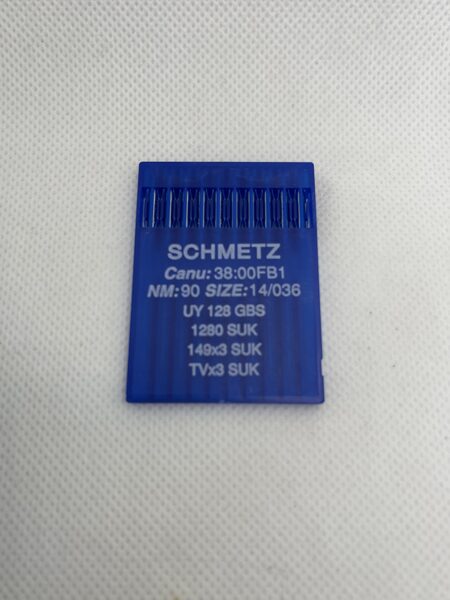 SCHMETZ
Canu: 38:00FB1
NM:90 SIZE:14/036
UY 128 GBS
1280 SUK
149x3 SUK
TVx3 SUK